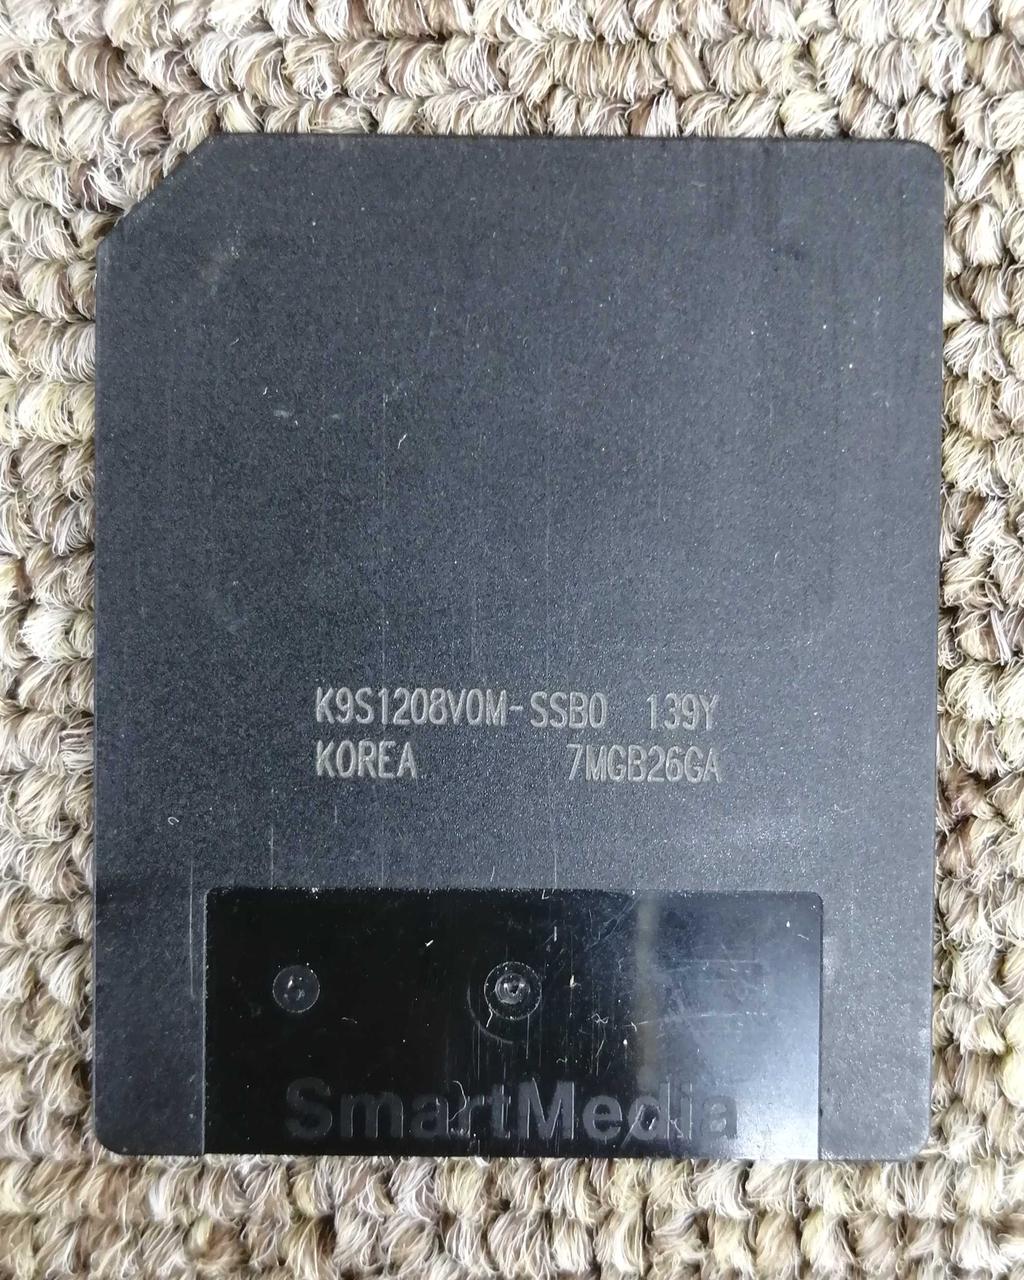 K9S1208V0M-SSB0 139Y
KOREA 7MGB26GA
SmartMedia